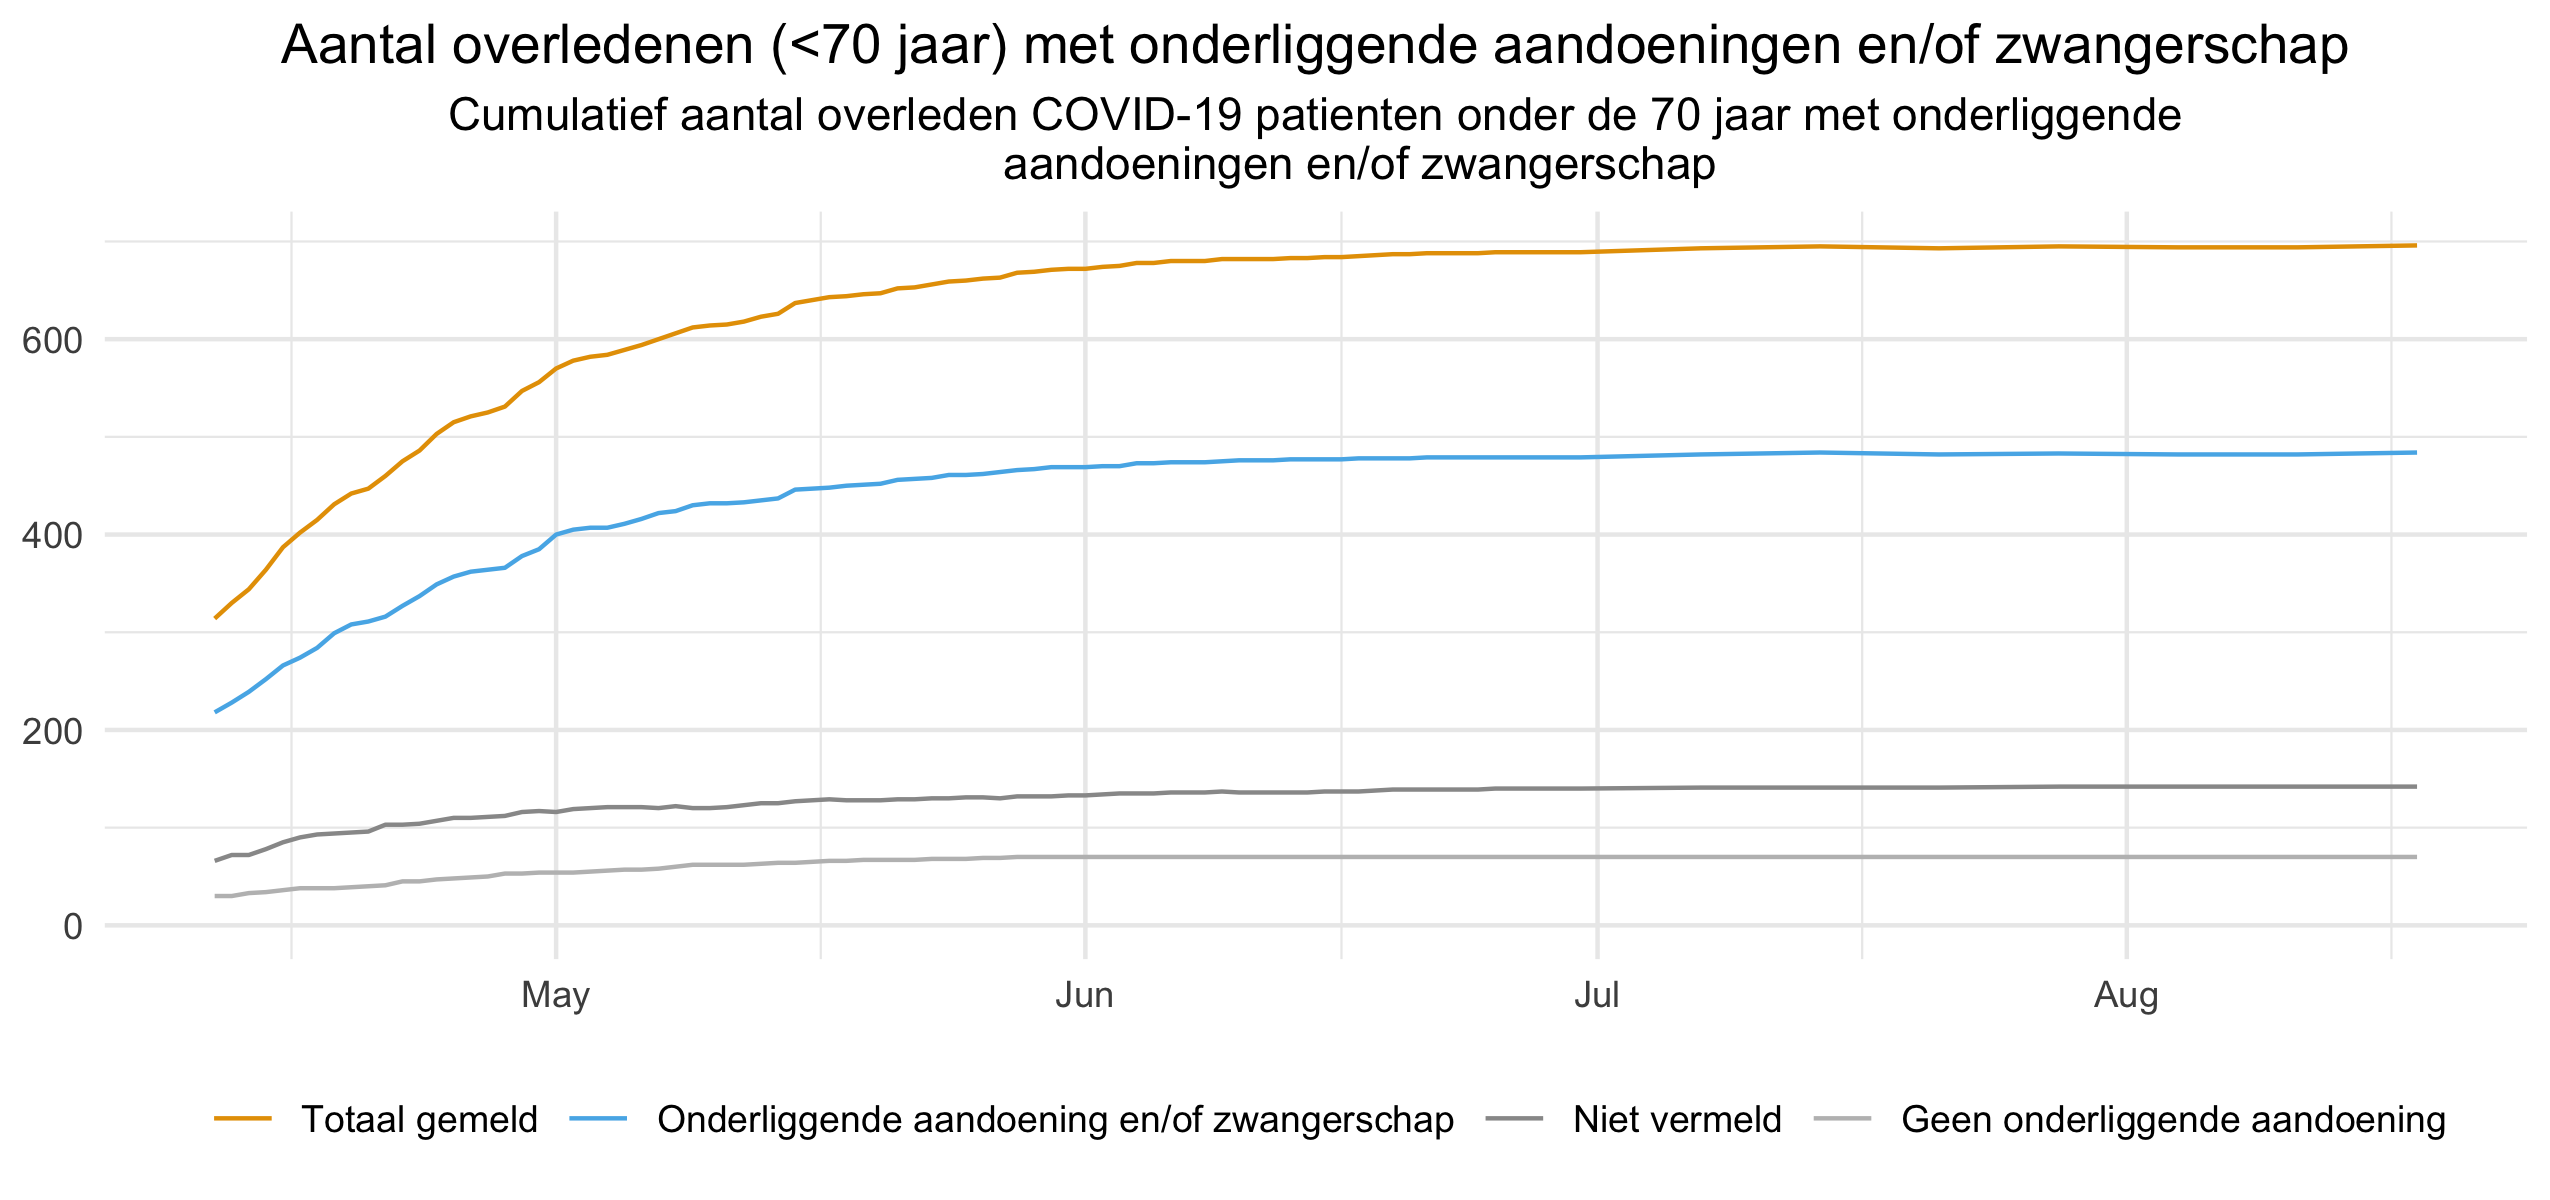 Aantal overledenen (<70 jaar) met onderliggende aandoeningen en/of zwangerschap
Cumulatief aantal overleden COVID-19 patienten onder de 70 jaar met onderliggende
aandoeningen en/of zwangerschap
600
400
200
0
May Jun Jul Aug
Totaal gemeld Onderliggende aandoening en/of zwangerschap Niet vermeld Geen onderliggende aandoening